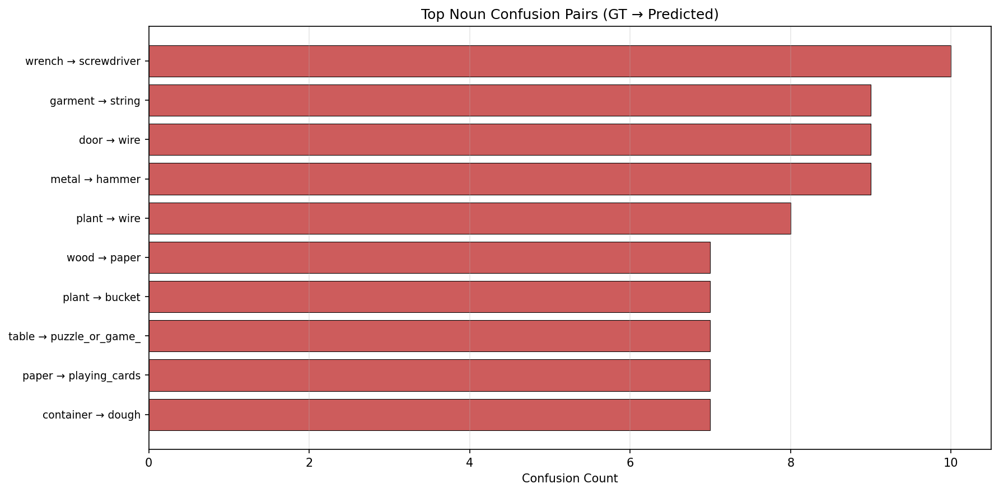 Top Noun Confusion Pairs (GT → Predicted)
wrench → screwdriver
garment → string
door → wire
metal → hammer
plant → wire
wood → paper
plant → bucket
table → puzzle_or_game_
paper → playing_cards
container → dough
0 2 4 6 8 10
Confusion Count